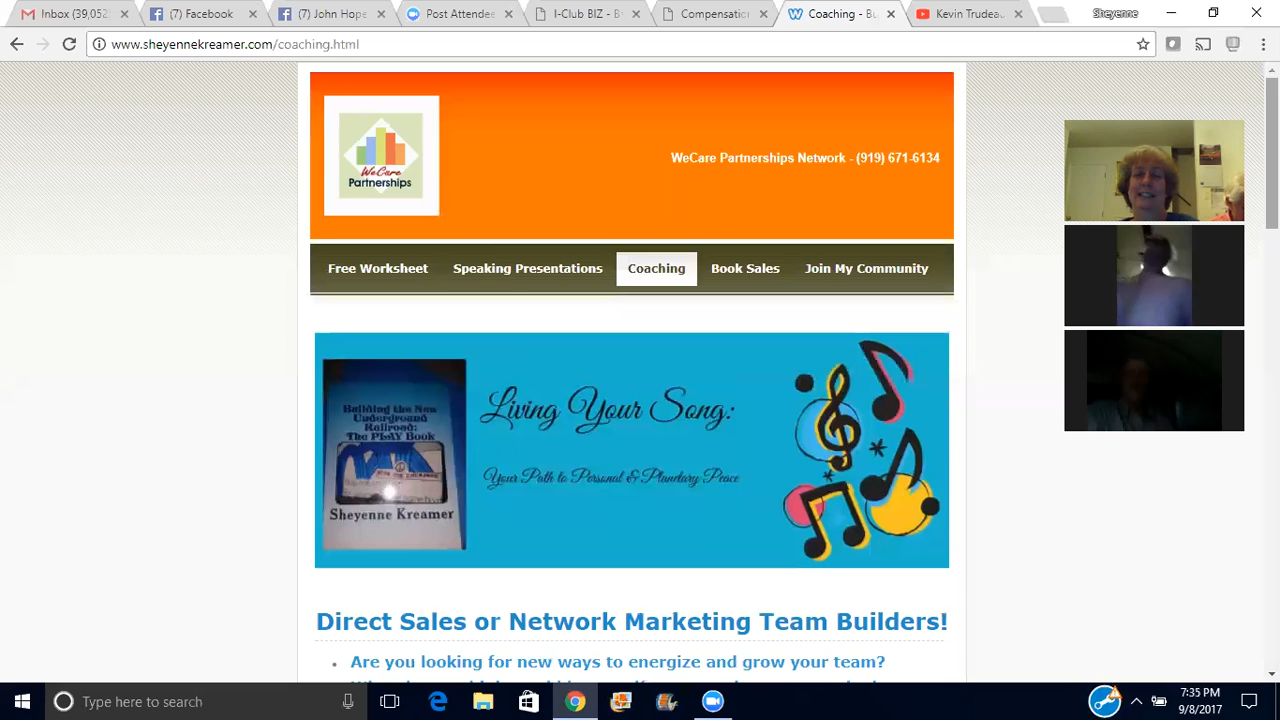 Inbox (39,052
(7) Facebook
(7) John Hope
Post Attendee
I-Club BIZ - B
Compensation
Coaching - Bu
Kevin Trudeau
Sheyenne
www.sheyennekreamer.com/coaching.html
WeCare
Partnerships
WeCare Partnerships Network - (919) 671-6134
Free Worksheet
Speaking Presentations
Coaching
Book Sales
Join My Community
Building the New
Underground
Railroad:
The PLAY Book
Sheyenne Kreamer
Living Your Song:
Your Path to Personal & Planetary Peace
Direct Sales or Network Marketing Team Builders!
Are you looking for new ways to energize and grow your team?
Type here to search
7:35 PM
9/8/2017